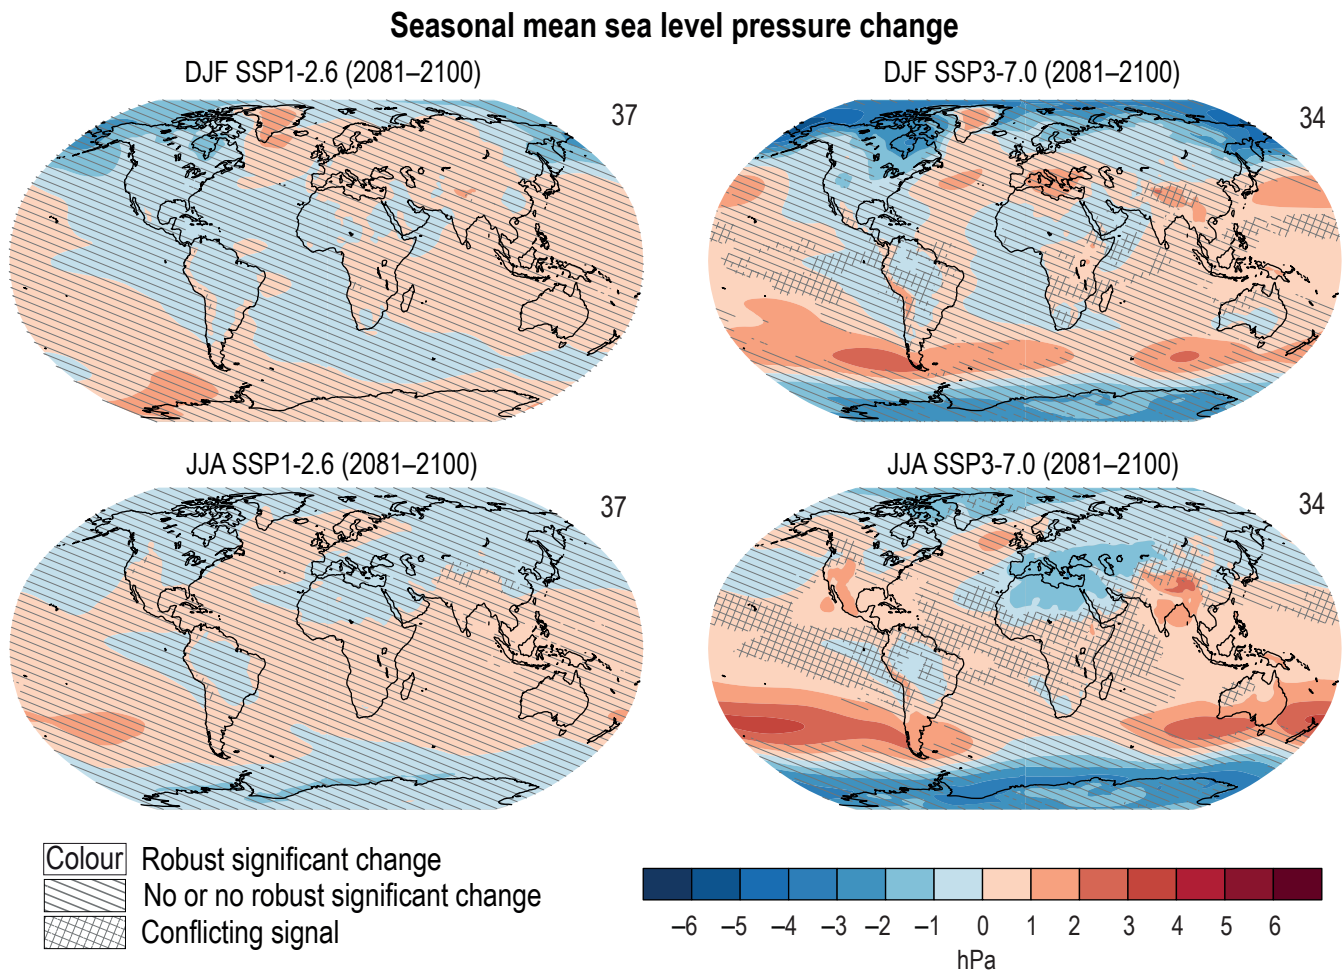 Seasonal mean sea level pressure change
DJF SSP1-2.6 (2081–2100)
37
DJF SSP3-7.0 (2081–2100)
34
JJA SSP1-2.6 (2081–2100)
37
JJA SSP3-7.0 (2081–2100)
34
Colour Robust significant change
No or no robust significant change
Conflicting signal
–6 –5 –4 –3 –2 –1 0 1 2 3 4 5 6
hPa